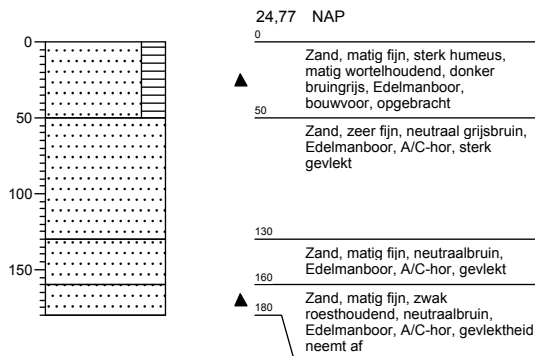 24,77 NAP
0
0
Zand, matig fijn, sterk humeus,
matig wortelhoudend, donker
bruingrijs, Edelmanboor,
bouwvoor, opgebracht
50
50
Zand, zeer fijn, neutraal grijsbruin,
Edelmanboor, A/C-hor, sterk
gevlekt
100
130
Zand, matig fijn, neutraalbruin,
Edelmanboor, A/C-hor, gevlekt
150
160
Zand, matig fijn, zwak
roesthoudend, neutraalbruin,
Edelmanboor, A/C-hor, gevlektheid
neemt af
180